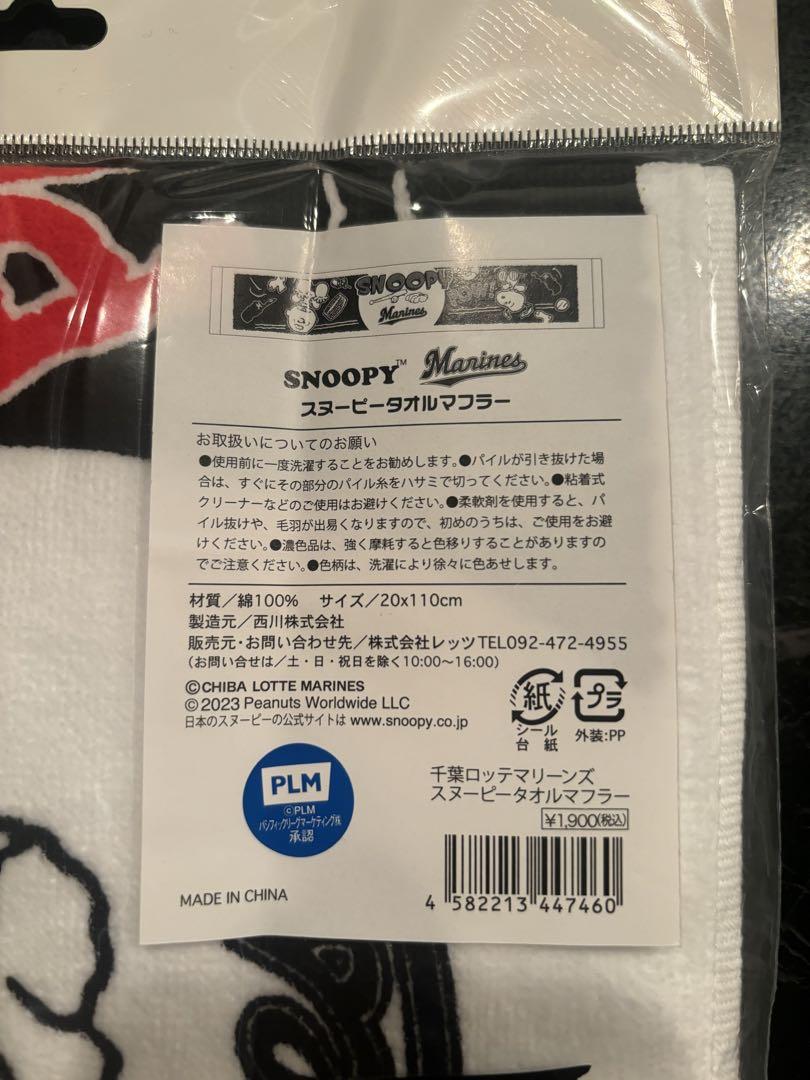 SNOOPY
Marines
SNOOPY™ Marines
スヌーピータオルマフラー
お取扱いについてのお願い
●使用前に一度洗濯することをお勧めします。●パイルが引き抜けた場
合は、すぐにその部分のパイル糸をハサミで切ってください。●粘着式
クリーナーなどのご使用はお避けください。●柔軟剤を使用すると、パ
イル抜けや、毛羽が出易くなりますので、初めのうちは、ご使用をお避
けください。●濃色品は、強く摩耗すると色移りすることがありますの
でご注意ください。●色柄は、洗濯により徐々に色あせします。
材質／綿100%　サイズ／20x110cm
製造元／西川株式会社
販売元・お問い合わせ先／株式会社レッツ TEL092-472-4955
(お問い合せは／土・日・祝日を除く10:00〜16:00)
©CHIBA LOTTE MARINES
©2023 Peanuts Worldwide LLC
日本のスヌーピーの公式サイトは www.snoopy.co.jp
紙
シール
台紙
プラ
外装:PP
PLM
©PLM
パシフィックリーグマーケティング㈱
承認
千葉ロッテマリーンズ
スヌーピータオルマフラー
¥1,900(税込)
MADE IN CHINA
4 582213 447460